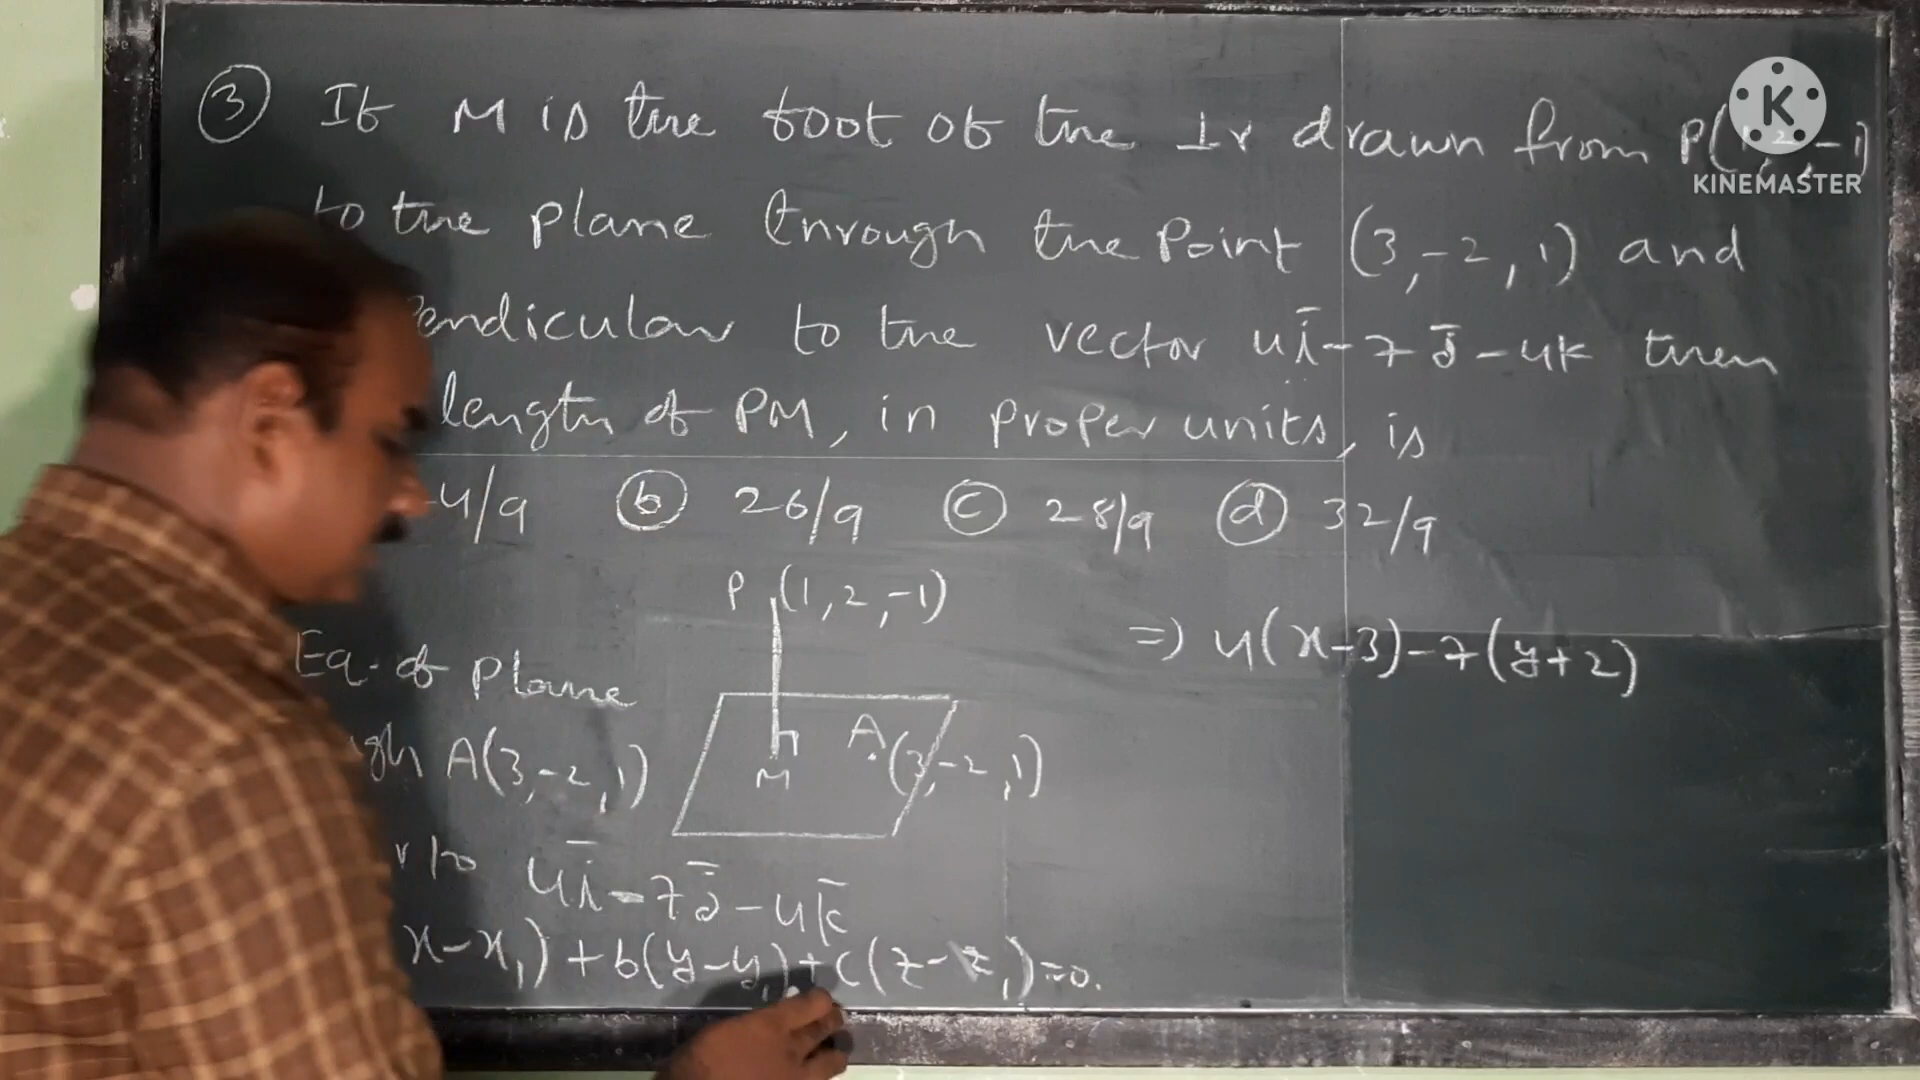 ③ If M is the foot of the ⊥r drawn from P(1,2,-1)
to the plane through the point (3,-2,1) and
endicular to the vector 4i̅-7j̅-4k then
length of PM, in proper units, is
4/9 ⓑ 26/9 ⓒ 28/9 ⓓ 32/9
P (1,2,-1)
Eq. of plane
A(3,-2,1)
M
A (3,-2,1)
r to 4i̅-7j̅-4k̅
x-x₁)+b(y-y₁)+c(z-z₁)=0.
=> 4(x-3)-7(y+2)
K
KINEMASTER